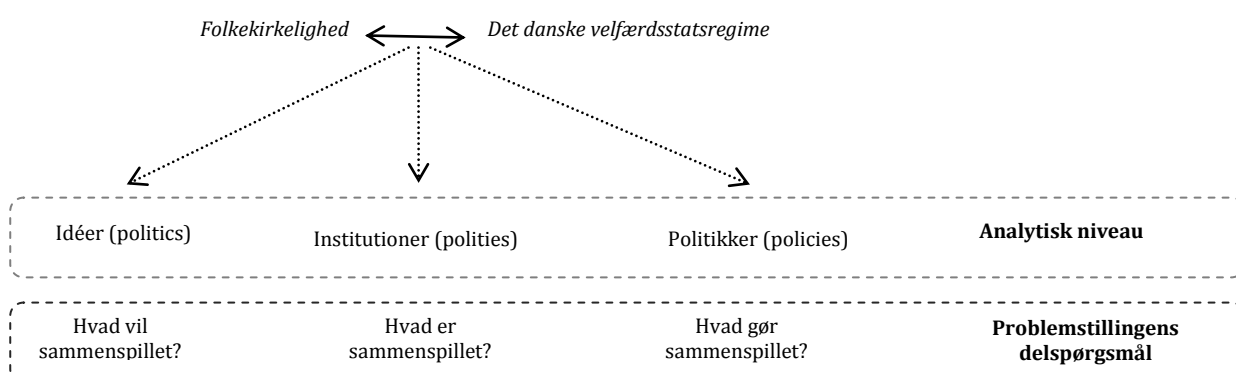 Folkekirkelighed Det danske velfærdsstatsregime
Idéer (politics) Institutioner (polities) Politikker (policies) Analytisk niveau
Hvad vil sammenspillet?
Hvad er sammenspillet?
Hvad gør sammenspillet?
Problemstillingens delspørgsmål